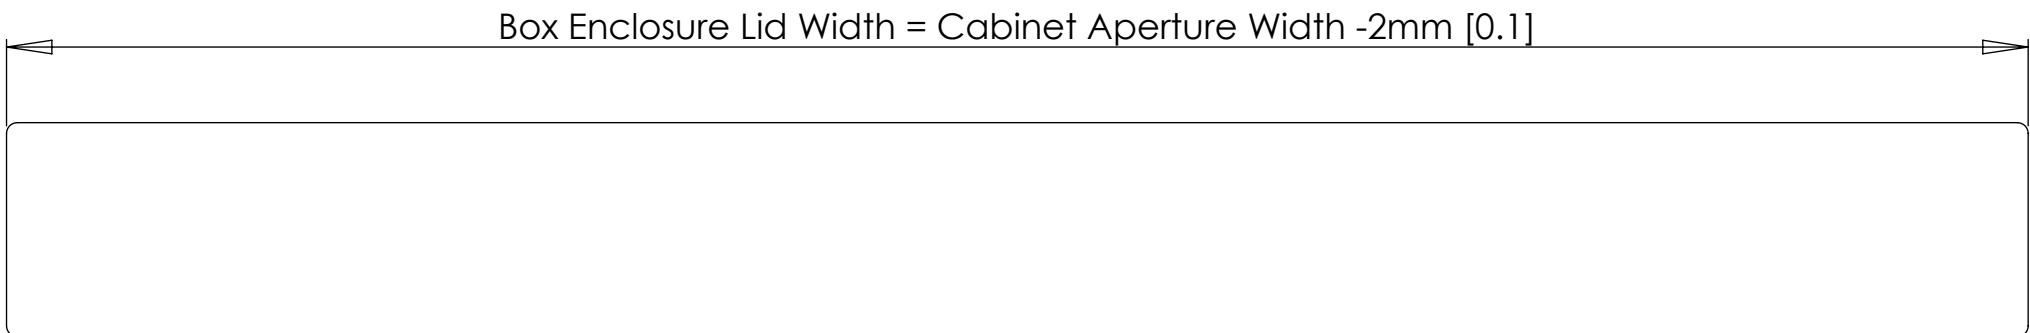 Box Enclosure Lid Width = Cabinet Aperture Width -2mm [0.1]